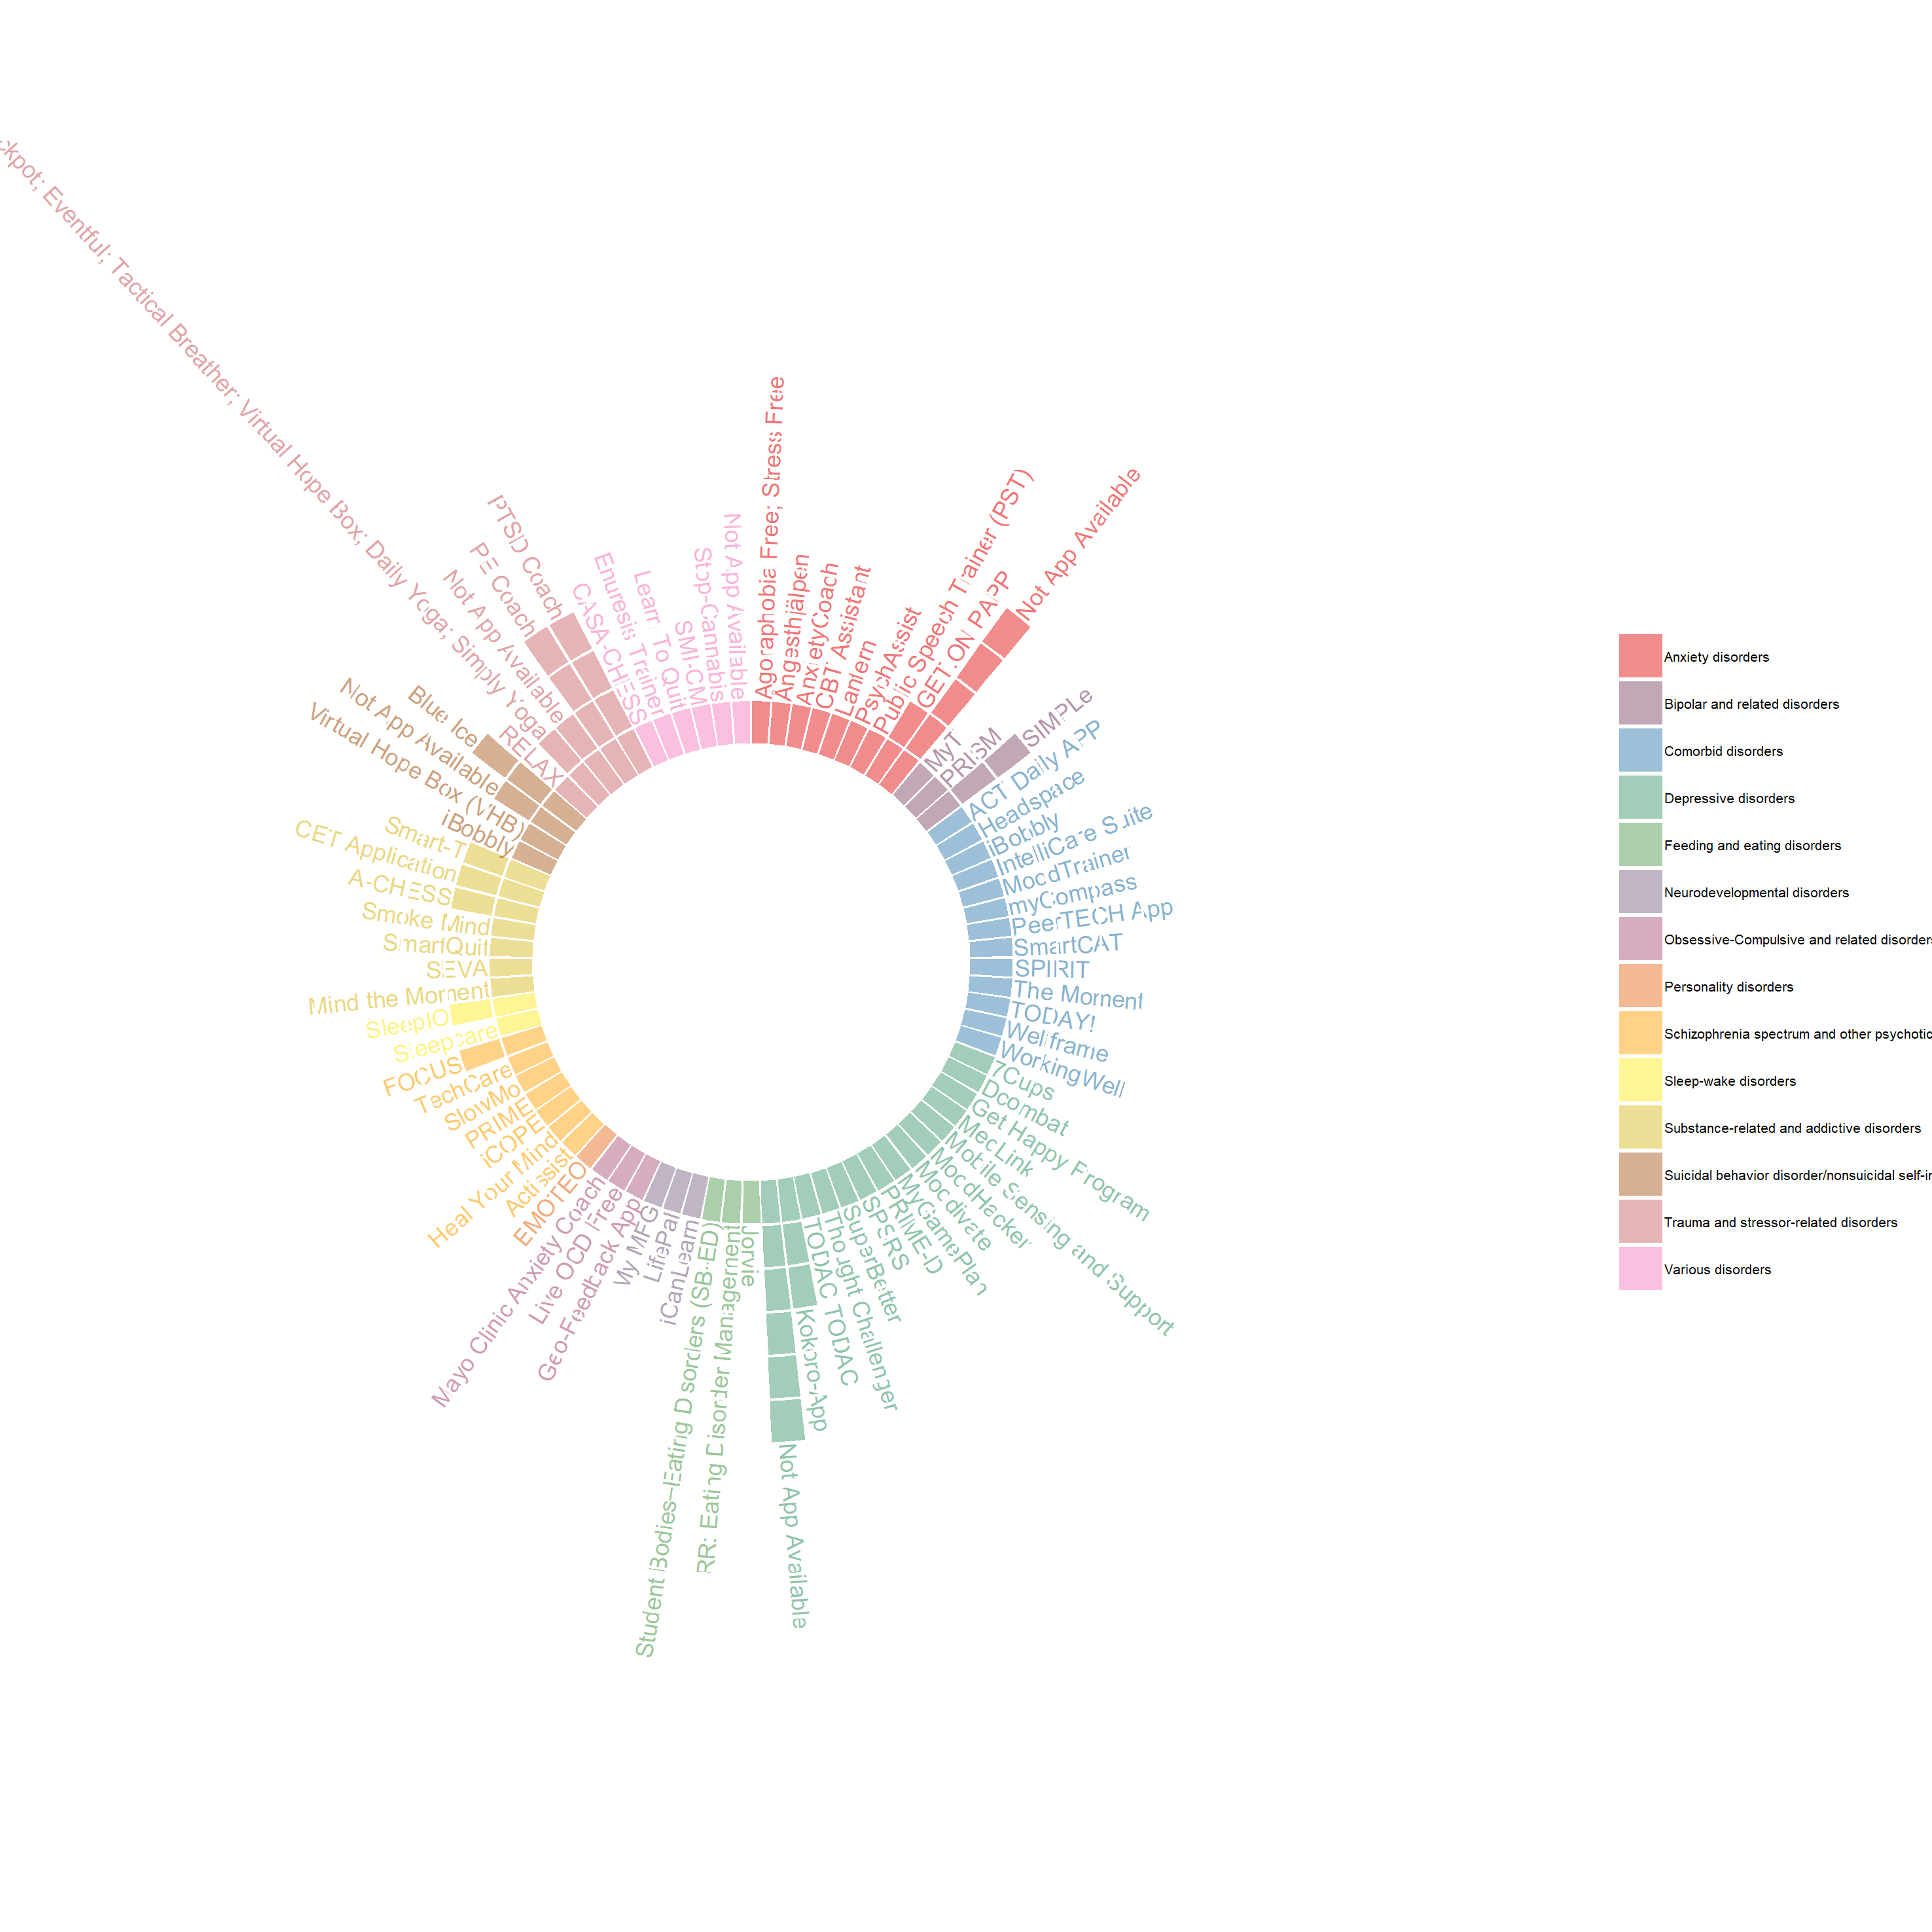 Agoraphobia Free; Stress Free
Ångesthjälpen
AnxietyCoach
CBT Assistant
Lantern
PsychAssist
Public Speech Trainer (PST)
GET.ON PAPP
Not App Available
MyT
PRISM
SIMPLe
ACT Daily APP
Headspace
iBobbly
IntelliCare Suite
MoodTrainer
myCompass
PeerTECH App
SmartCAT
SPIRIT
The Moment
TODAY!
Wellframe
WorkingWell
7Cups
Dcombat
Get Happy Program
MedLink
Mobile Sensing and Support
MoodHacker
Moodivate
MyGamePlan
PRIME-D
SPSRS
SuperBetter
Thought Challenger
TODAC TODAC
Kokoro-App
Not App Available
Jorvie
RR: Eating Disorder Management
Student Bodies–Eating Disorders (SB-ED)
iCanLearn
LifePal
My MFG
Geo-Feedback App
Live OCD Free
Mayo Clinic Anxiety Coach
EMOTEO
Actissist
Heal Your Mind
iCOPE
PRIME
SlowMo
TechCare
FOCUS
Sleepcare
SleepIO
Mind the Moment
SEVA
SmartQuit
Smoke Mind
A-CHESS
CET Application
Smart-T
iBobbly
Virtual Hope Box (VHB)
Not App Available
Blue Ice
RELAX
ckpot; Eventful; Tactical Breather; Virtual Hope Box; Daily Yoga; Simply Yoga
Not App Available
PE Coach
PTSD Coach
CASA-CHESS
Enuresis Trainer
Learn To Quit
SMI-CM
Stop-Cannabis
Not App Available
Anxiety disorders
Bipolar and related disorders
Comorbid disorders
Depressive disorders
Feeding and eating disorders
Neurodevelopmental disorders
Obsessive-Compulsive and related disorders
Personality disorders
Schizophrenia spectrum and other psychotic
Sleep-wake disorders
Substance-related and addictive disorders
Suicidal behavior disorder/nonsuicidal self-in
Trauma and stressor-related disorders
Various disorders